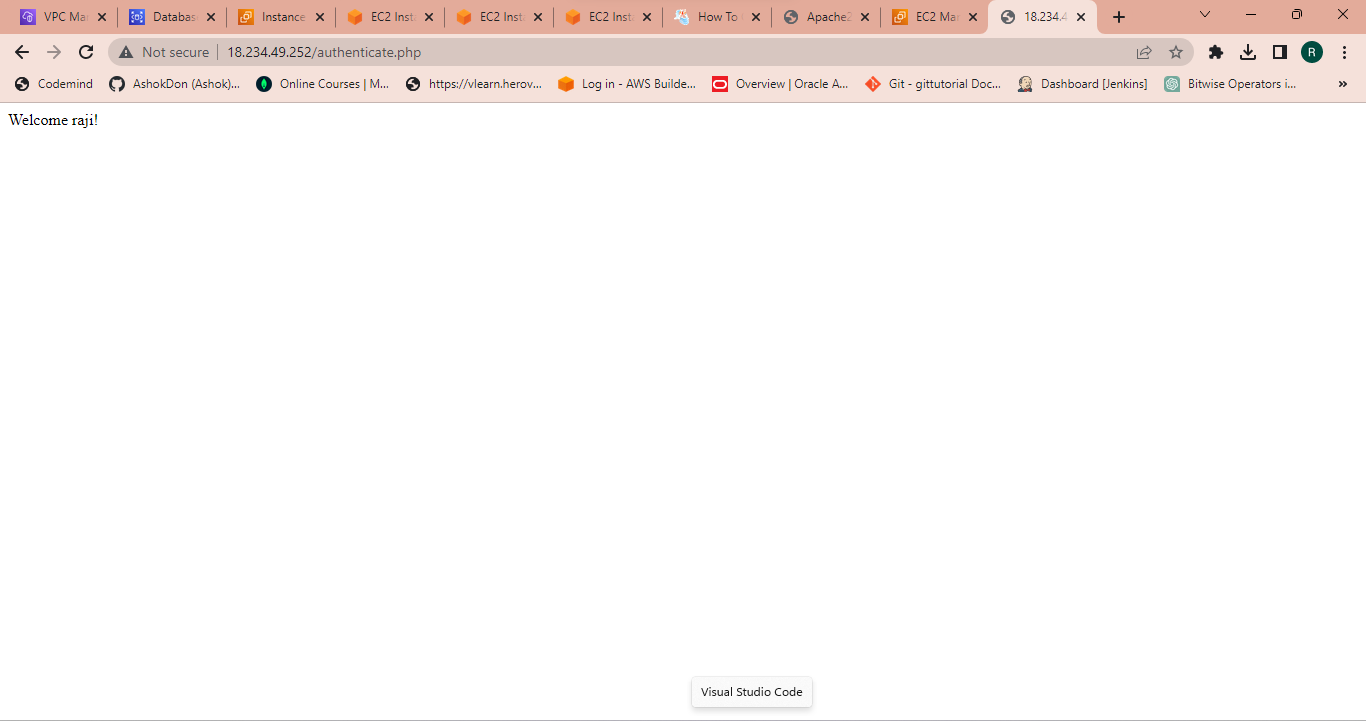 VPC Mar Databas Instance EC2 Inst EC2 Inst EC2 Inst How To Apache2 EC2 Mar 18.234.4
Not secure 18.234.49.252/authenticate.php R
Codemind AshokDon (Ashok)... Online Courses | M... https://vlearn.herov... Log in - AWS Builde... Overview | Oracle A... Git - gittutorial Doc... Dashboard [Jenkins] Bitwise Operators i... »
Welcome raji!
Visual Studio Code